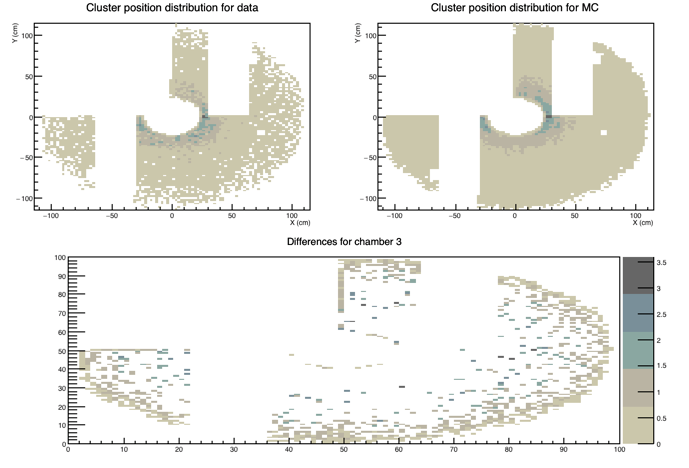 Cluster position distribution for data
Cluster position distribution for MC
Y (cm)
100
50
0
−50
−100
−100 −50 0 50 100
X (cm)
Y (cm)
100
50
0
−50
−100
−100 −50 0 50 100
X (cm)
Differences for chamber 3
100
90
80
70
60
50
40
30
20
10
0
0 10 20 30 40 50 60 70 80 90 100
3.5
3
2.5
2
1.5
1
0.5
0